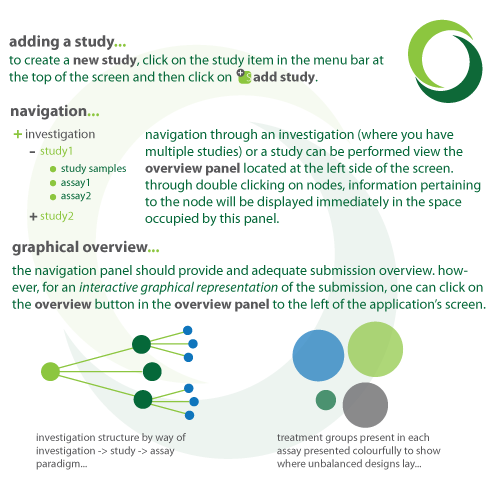 adding a study...
to create a new study, click on the study item in the menu bar at
the top of the screen and then click on add study.
navigation...
+ investigation
– study1
study samples
assay1
assay2
+ study2
navigation through an investigation (where you have
multiple studies) or a study can be performed view the
overview panel located at the left side of the screen.
through double clicking on nodes, information pertaining
to the node will be displayed immediately in the space
occupied by this panel.
graphical overview...
the navigation panel should provide and adequate submission overview. how-
ever, for an interactive graphical representation of the submission, one can click on
the overview button in the overview panel to the left of the application's screen.
investigation structure by way of
investigation -> study -> assay
paradigm...
treatment groups present in each
assay presented colourfully to show
where unbalanced designs lay...